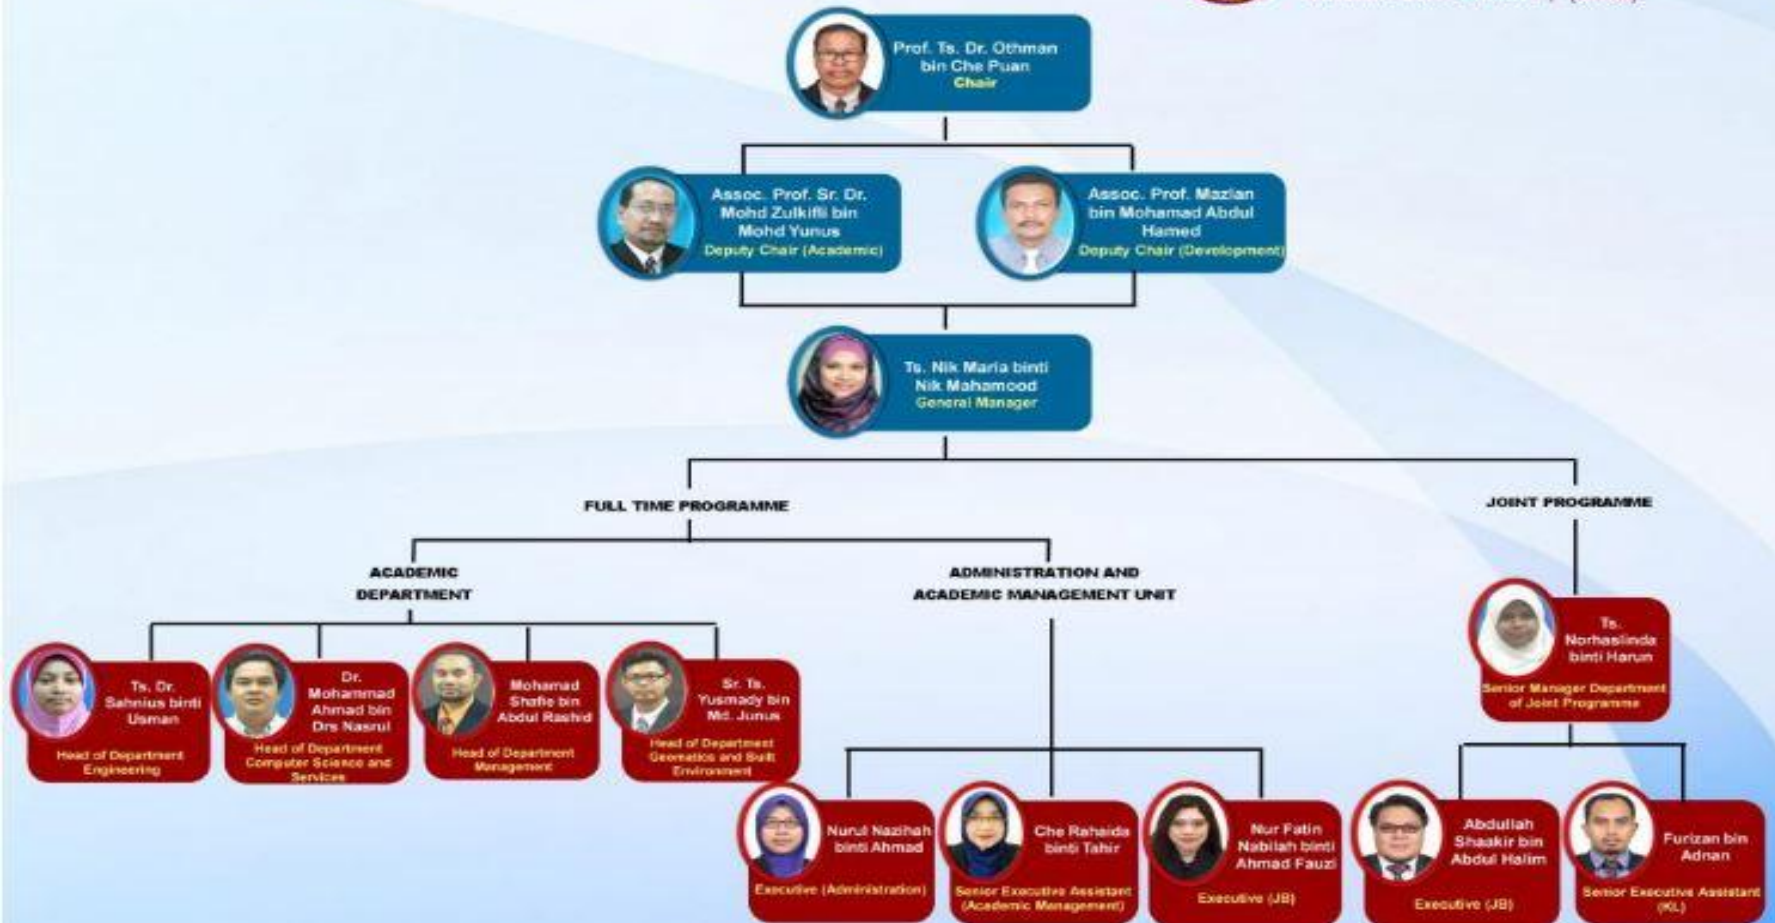 Prof. Ts. Dr. Othman
bin Che Puan
Chair
Assoc. Prof. Sr. Dr.
Mohd Zulkifli bin
Mohd Yunus
Deputy Chair (Academic)
Assoc. Prof. Mazlan
bin Mohamad Abdul
Hamed
Deputy Chair (Development)
Ts. Nik Maria binti
Nik Mahamood
General Manager
FULL TIME PROGRAMME
JOINT PROGRAMME
ACADEMIC
DEPARTMENT
ADMINISTRATION AND
ACADEMIC MANAGEMENT UNIT
Ts.
Norhaslinda
binti Harun
Senior Manager Department
of Joint Programme
Ts. Dr.
Sahnius binti
Usman
Head of Department
Engineering
Dr.
Mohammad
Ahmad bin
Drs Nasrul
Head of Department
Computer Science and
Services
Mohamad
Shafie bin
Abdul Rashid
Head of Department
Management
Sr. Ts.
Yusmady bin
Md. Junus
Head of Department
Geomatics and Built
Environment
Nurul Nazihah
binti Ahmad
Executive (Administration)
Che Rahaida
binti Tahir
Senior Executive Assistant
(Academic Management)
Nur Fatin
Nabilah binti
Ahmad Fauzi
Executive (JB)
Abdullah
Shaakir bin
Abdul Halim
Executive (JB)
Furizan bin
Adnan
Senior Executive Assistant
(KL)